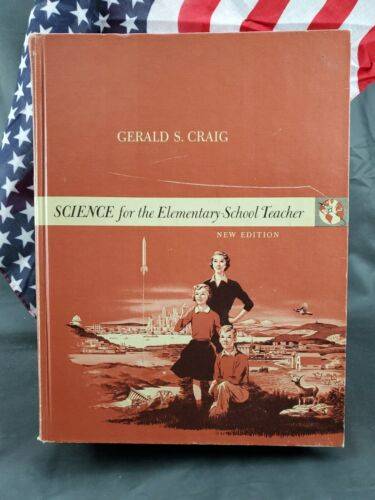 GERALD S. CRAIG
SCIENCE for the Elementary-School Teacher
NEW EDITION